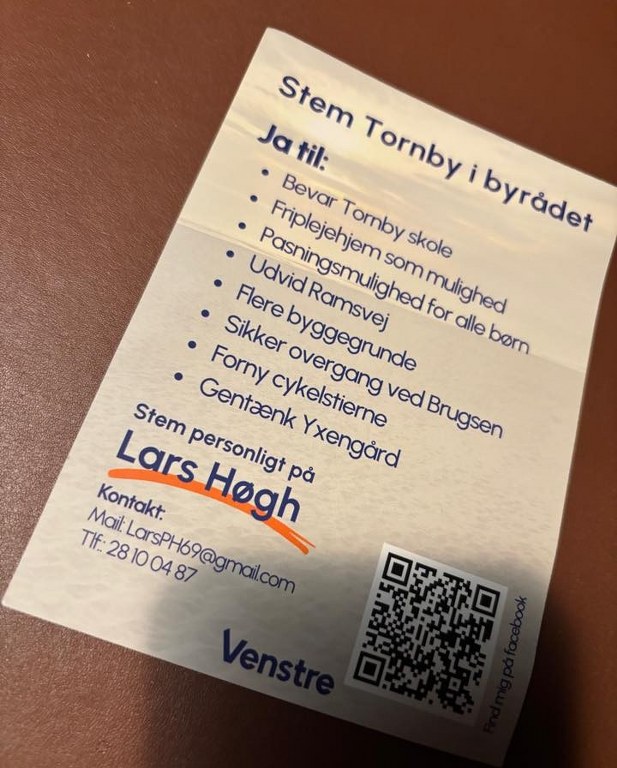 Stem Tornby i byrådet
Ja til:
• Bevar Tornby skole
• Friplejehjem som mulighed
• Pasningsmulighed for alle børn
• Udvid Ramsvej
• Flere byggegrunde
• Sikker overgang ved Brugsen
• Forny cykelstierne
• Gentænk Yxengård
Stem personligt på
Lars Høgh
Kontakt:
Mail: LarsPH69@gmail.com
Tlf.: 28 10 04 87
Venstre
Find mig på facebook